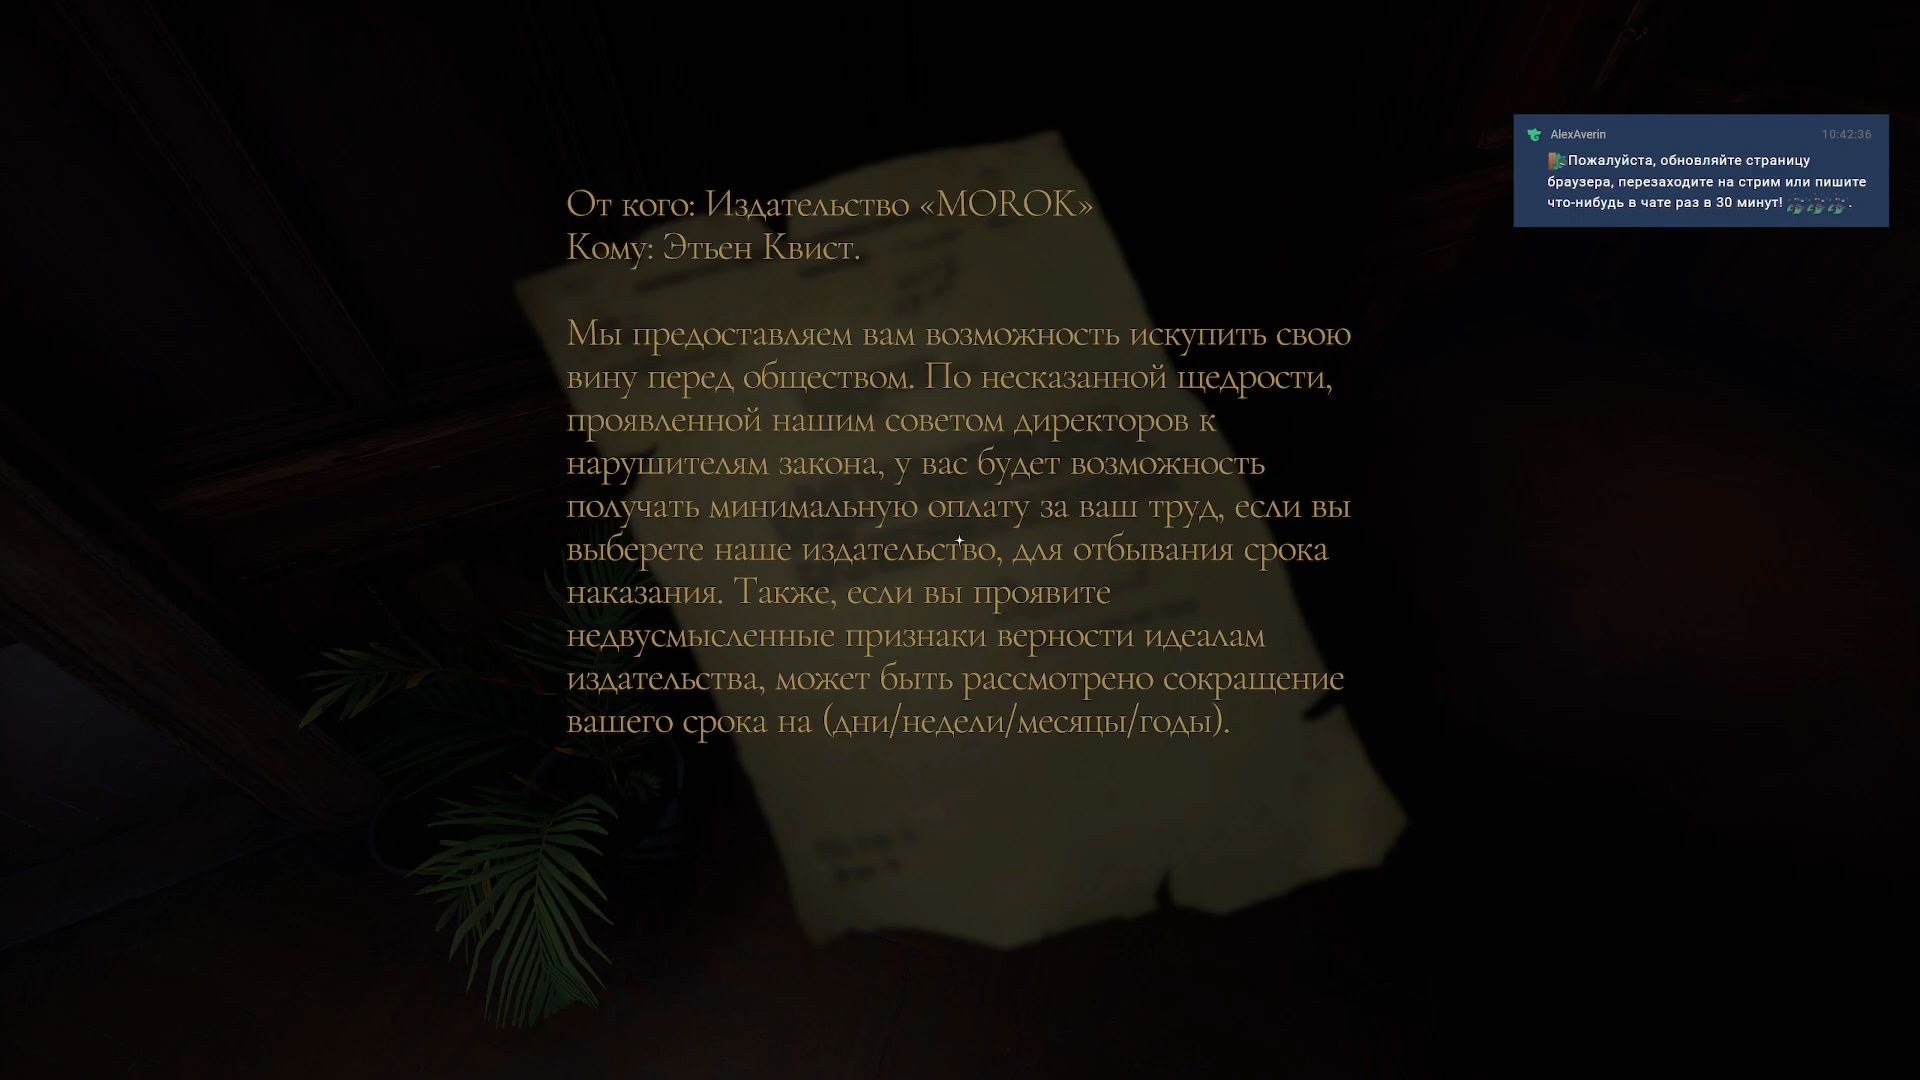 От кого: Издательство «MOROK»
Кому: Этьен Квист.
Мы предоставляем вам возможность искупить свою
вину перед обществом. По несказанной щедрости,
проявленной нашим советом директоров к
нарушителям закона, у вас будет возможность
получать минимальную оплату за ваш труд, если вы
выберете наше издательство, для отбывания срока
наказания. Также, если вы проявите
недвусмысленные признаки верности идеалам
издательства, может быть рассмотрено сокращение
вашего срока на (дни/недели/месяцы/годы).
AlexAverin 10:42:36
Пожалуйста, обновляйте страницу
браузера, перезаходите на стрим или пишите
что-нибудь в чате раз в 30 минут! .